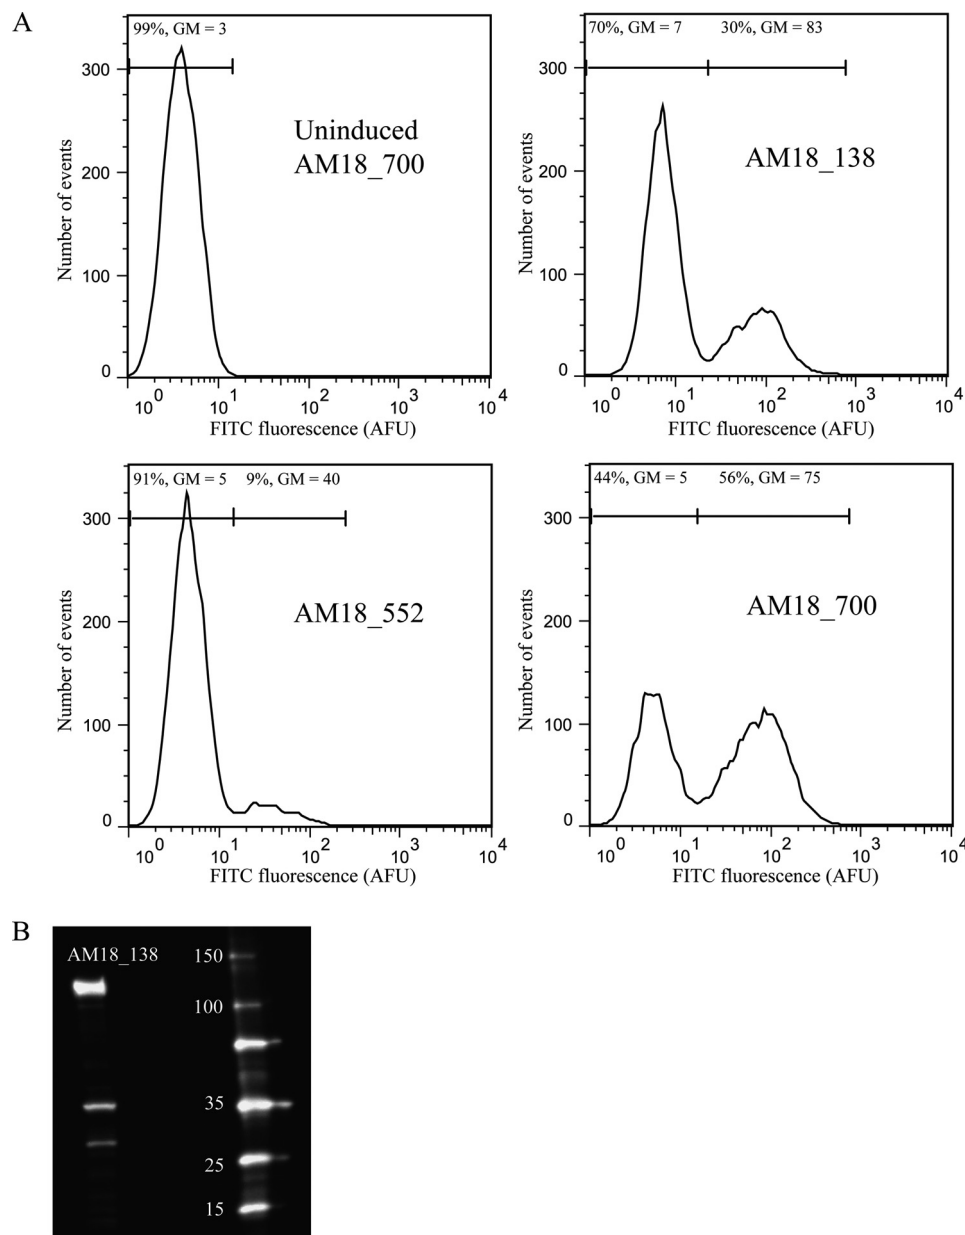 A
99%, GM = 3
300
200
100
0
Number of events
Uninduced
AM18_700
10^0 10^1 10^2 10^3 10^4
FITC fluorescence (AFU)
70%, GM = 7 30%, GM = 83
300
200
100
0
Number of events
AM18_138
10^0 10^1 10^2 10^3 10^4
FITC fluorescence (AFU)
91%, GM = 5 9%, GM = 40
300
200
100
0
Number of events
AM18_552
10^0 10^1 10^2 10^3 10^4
FITC fluorescence (AFU)
44%, GM = 5 56%, GM = 75
300
200
100
0
Number of events
AM18_700
10^0 10^1 10^2 10^3 10^4
FITC fluorescence (AFU)
B
AM18_138
150
100
35
25
15